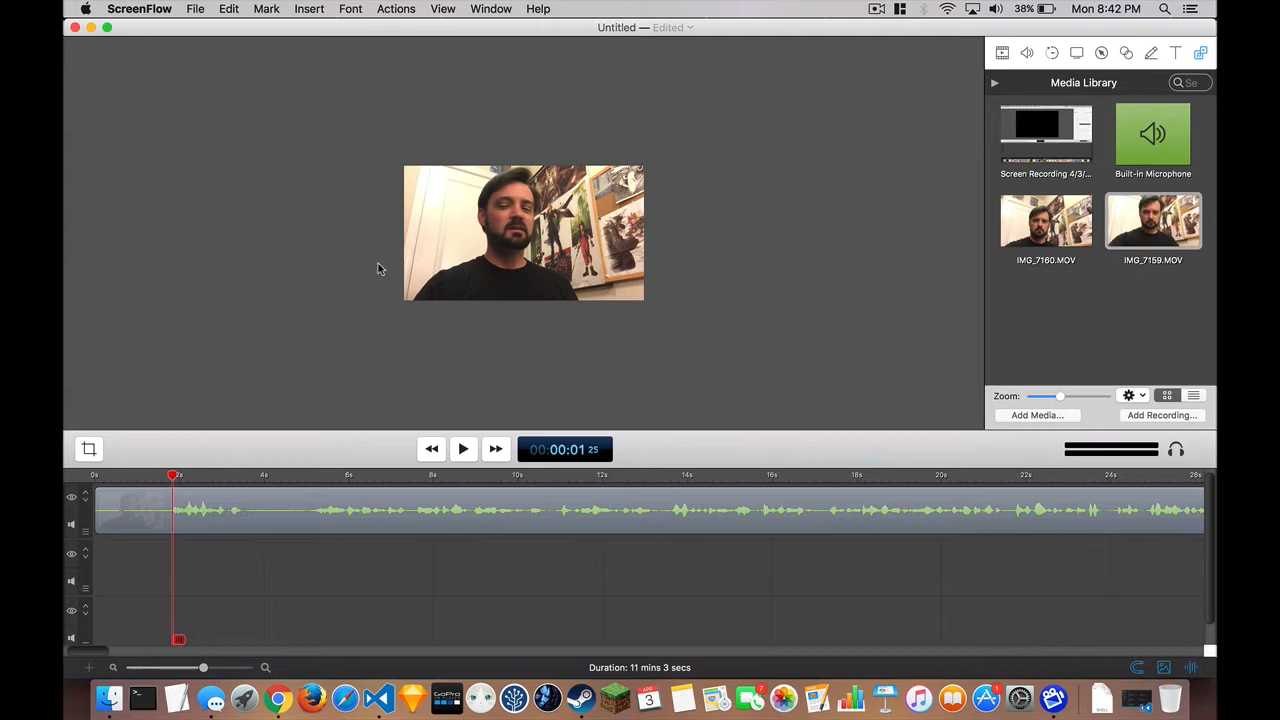 ScreenFlow File Edit Mark Insert Font Actions View Window Help 38% Mon 8:42 PM
Untitled — Edited
Media Library Se
Screen Recording 4/3/... Built-in Microphone
IMG_7160.MOV IMG_7159.MOV
Zoom:
Add Media... Add Recording...
00:00:01 25
0s 2s 4s 6s 8s 10s 12s 14s 16s 18s 20s 22s 24s 26s
Duration: 11 mins 3 secs